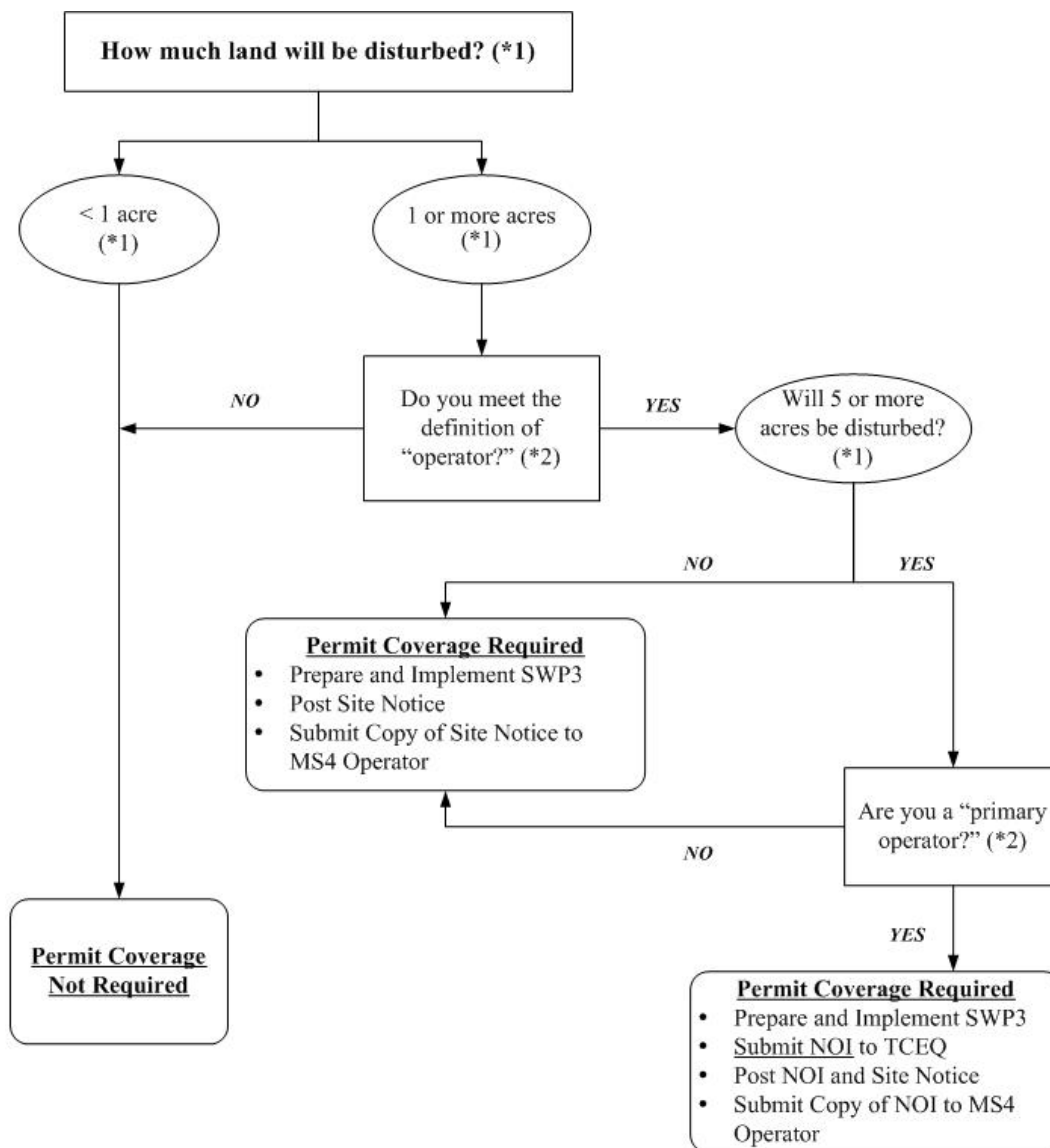 How much land will be disturbed? (*1)
< 1 acre
(*1)
1 or more acres
(*1)
NO
Do you meet the
definition of
“operator?” (*2)
YES
Will 5 or more
acres be disturbed?
(*1)
NO
YES
Permit Coverage Required
• Prepare and Implement SWP3
• Post Site Notice
• Submit Copy of Site Notice to
MS4 Operator
Are you a “primary
operator?” (*2)
NO
YES
Permit Coverage
Not Required
Permit Coverage Required
• Prepare and Implement SWP3
• Submit NOI to TCEQ
• Post NOI and Site Notice
• Submit Copy of NOI to MS4
Operator